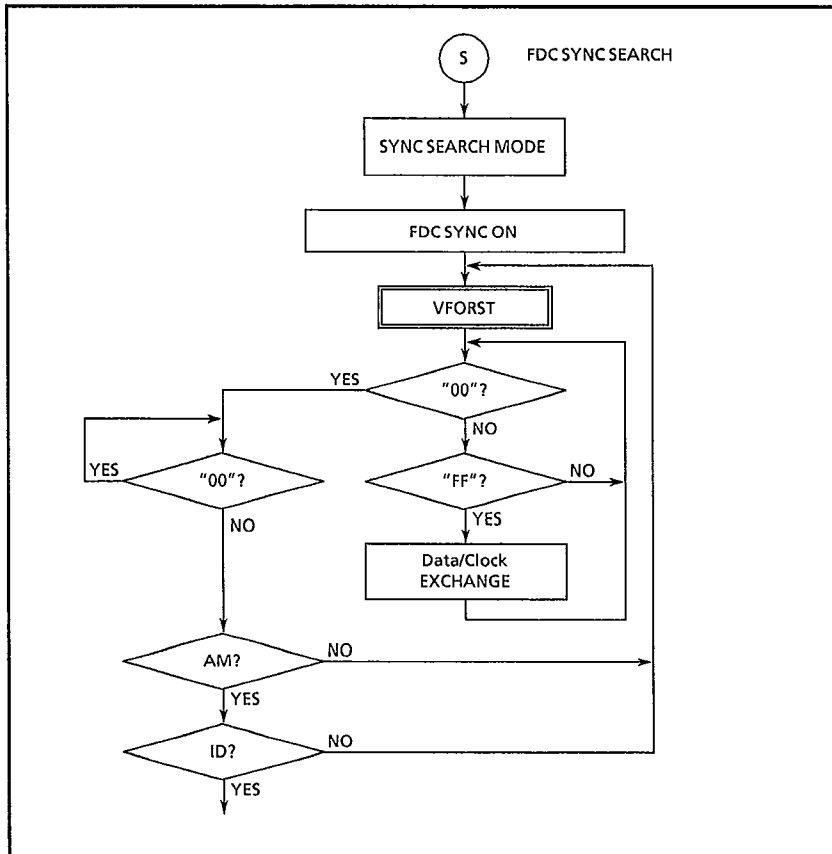 S
FDC SYNC SEARCH
SYNC SEARCH MODE
FDC SYNC ON
VFORST
YES
"00"?
NO
YES
"00"?
"FF"?
NO
NO
YES
Data/Clock
EXCHANGE
AM?
NO
YES
ID?
NO
YES